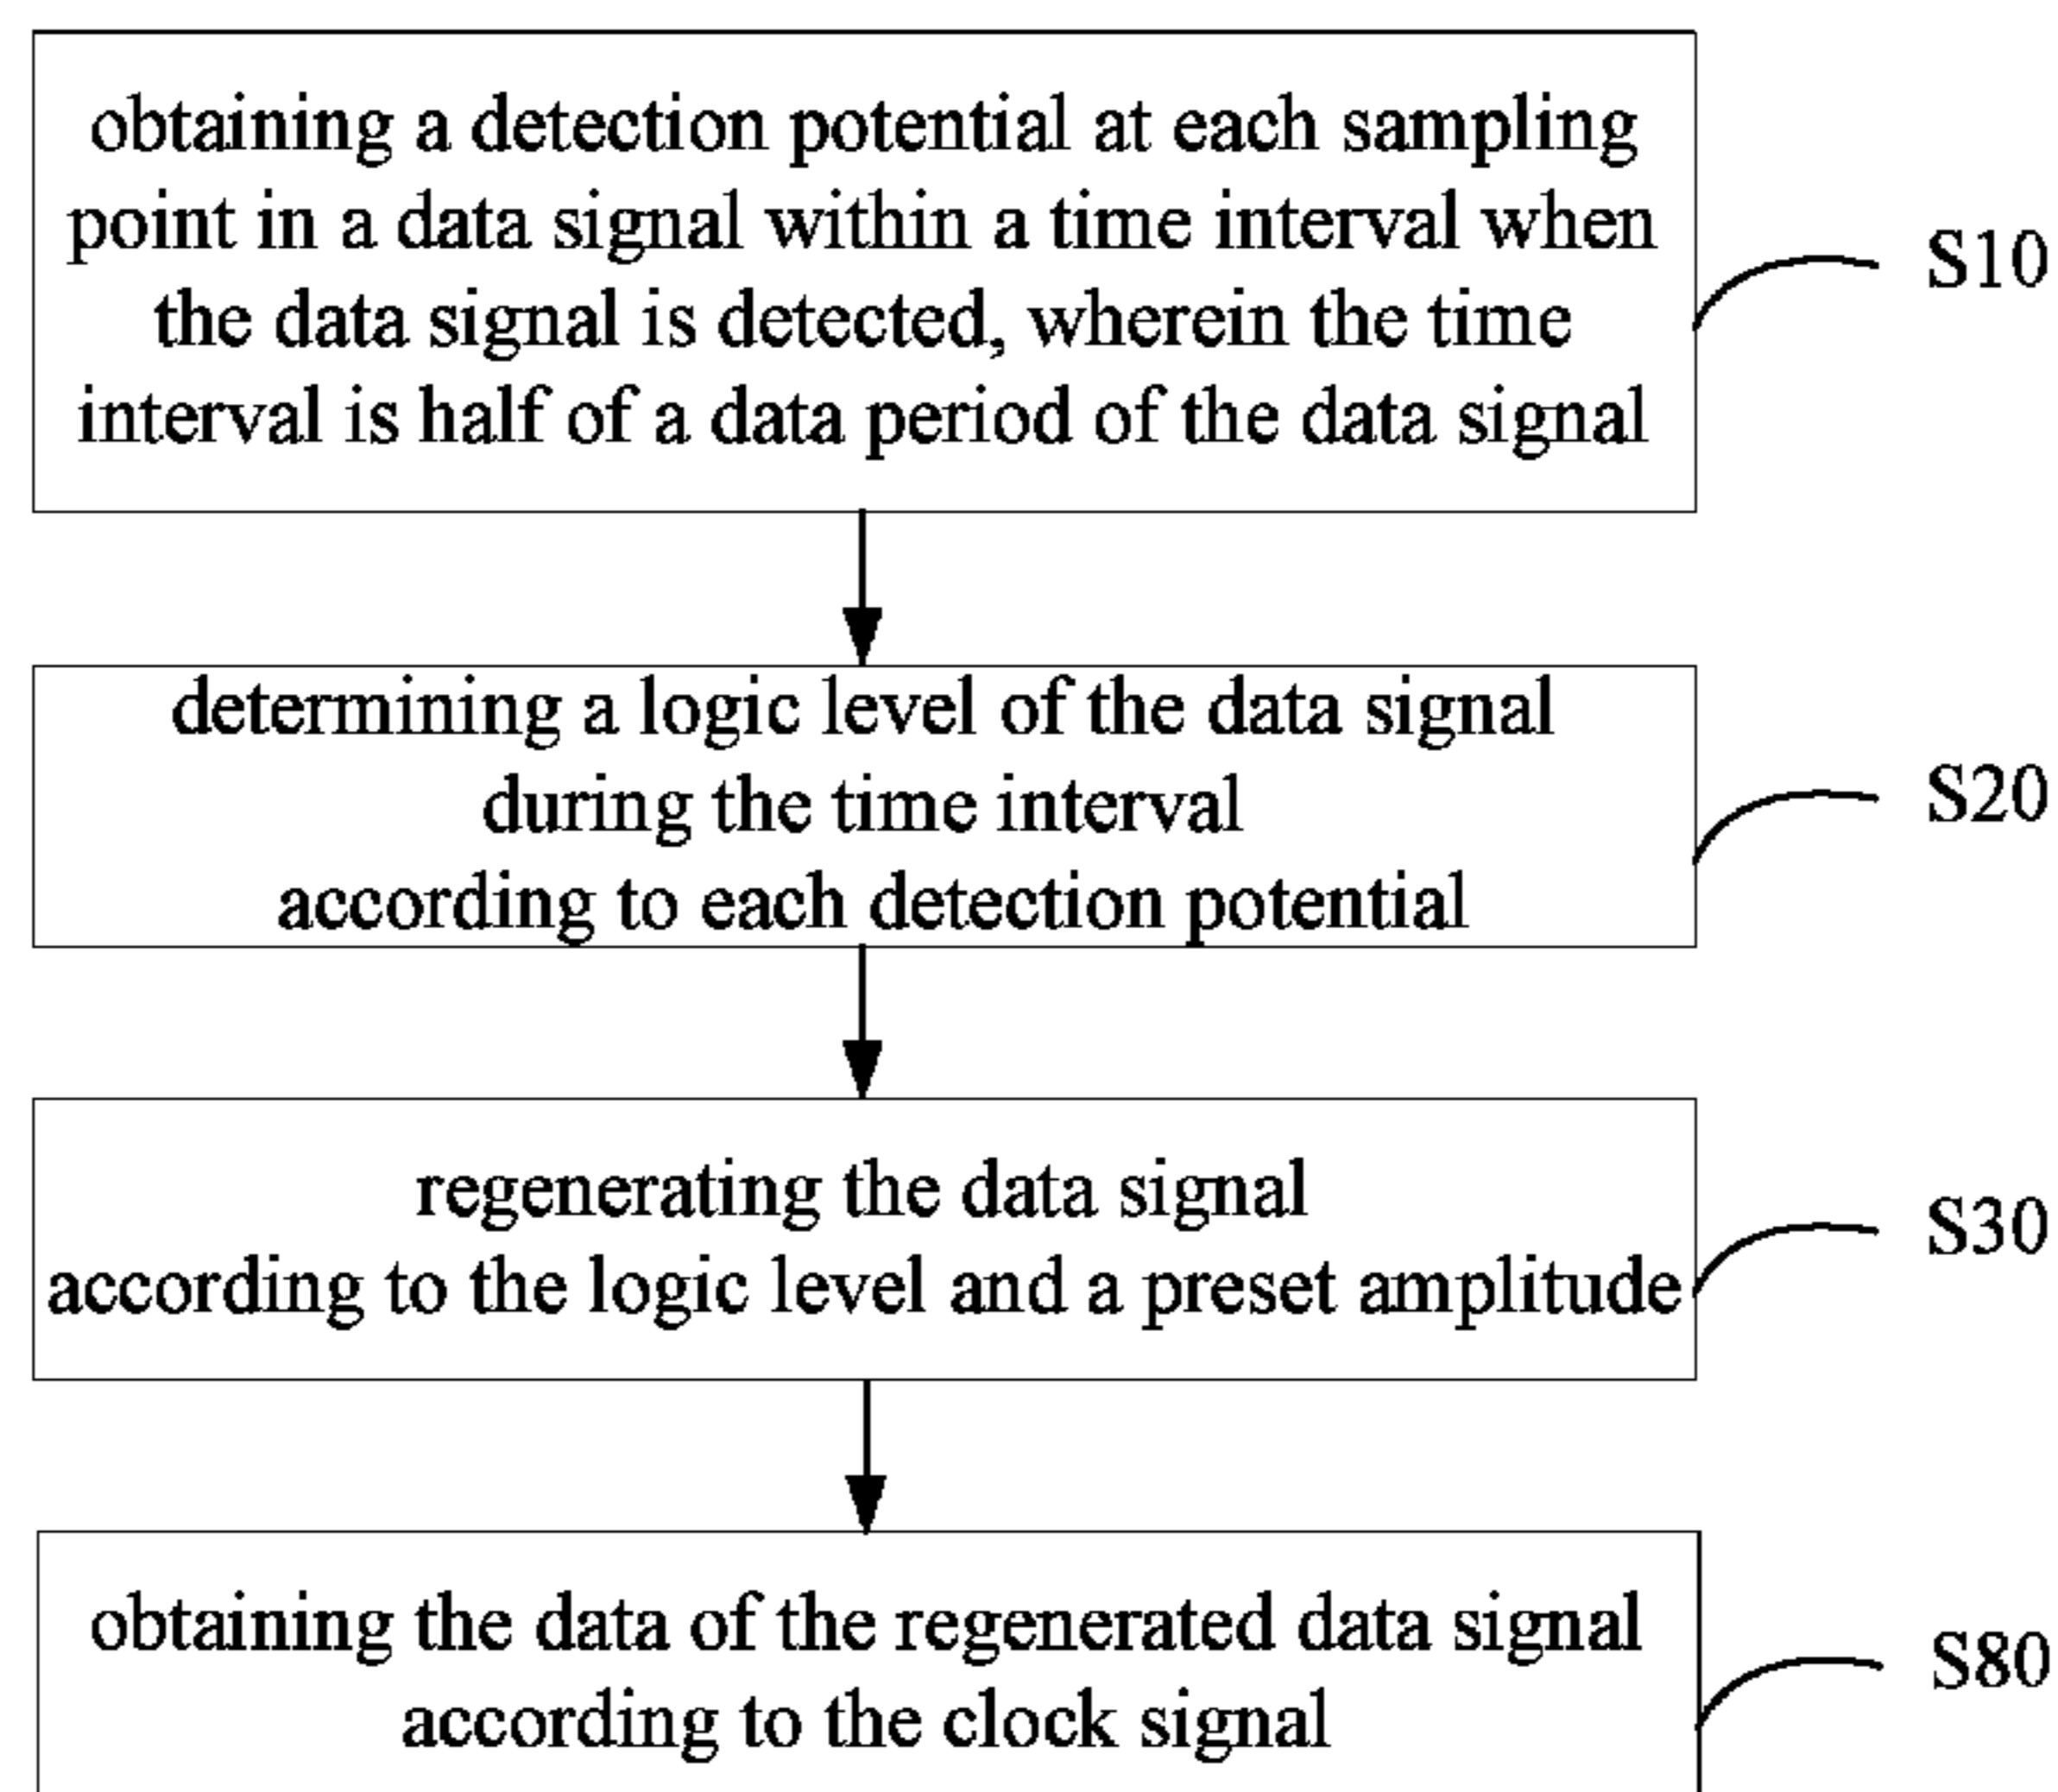 obtaining a detection potential at each sampling
point in a data signal within a time interval when
the data signal is detected, wherein the time
interval is half of a data period of the data signal
S10
determining a logic level of the data signal
during the time interval
according to each detection potential
S20
regenerating the data signal
according to the logic level and a preset amplitude
S30
obtaining the data of the regenerated data signal
according to the clock signal
S80